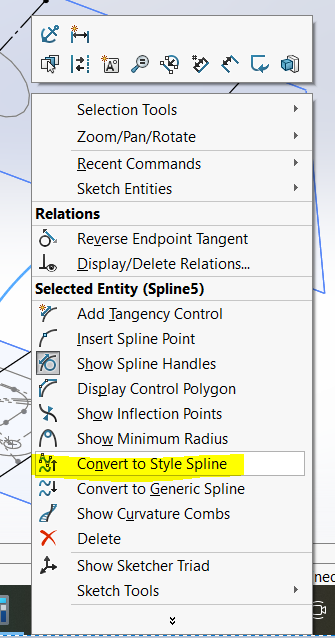 Selection Tools
Zoom/Pan/Rotate
Recent Commands
Sketch Entities
Relations
Reverse Endpoint Tangent
Display/Delete Relations...
Selected Entity (Spline5)
Add Tangency Control
Insert Spline Point
Show Spline Handles
Display Control Polygon
Show Inflection Points
Show Minimum Radius
Convert to Style Spline
Convert to Generic Spline
Show Curvature Combs
Delete
Show Sketcher Triad
Sketch Tools